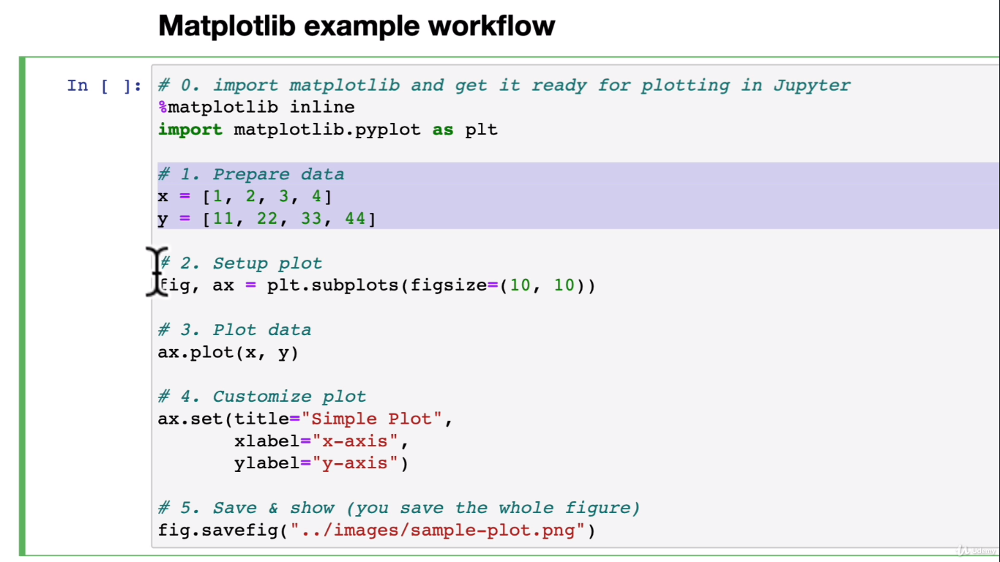 Matplotlib example workflow
In [ ]: # 0. import matplotlib and get it ready for plotting in Jupyter
%matplotlib inline
import matplotlib.pyplot as plt
# 1. Prepare data
x = [1, 2, 3, 4]
y = [11, 22, 33, 44]
# 2. Setup plot
fig, ax = plt.subplots(figsize=(10, 10))
# 3. Plot data
ax.plot(x, y)
# 4. Customize plot
ax.set(title="Simple Plot",
xlabel="x-axis",
ylabel="y-axis")
# 5. Save & show (you save the whole figure)
fig.savefig("../images/sample-plot.png")
Udemy